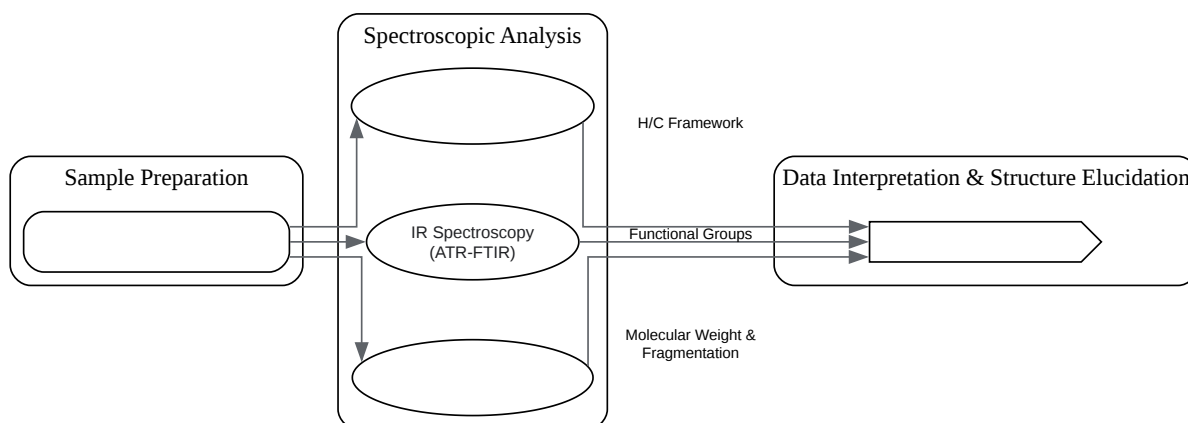 Spectroscopic Analysis
H/C Framework
Sample Preparation
Data Interpretation & Structure Elucidation
IR Spectroscopy
(ATR-FTIR)
Functional Groups
Molecular Weight &
Fragmentation